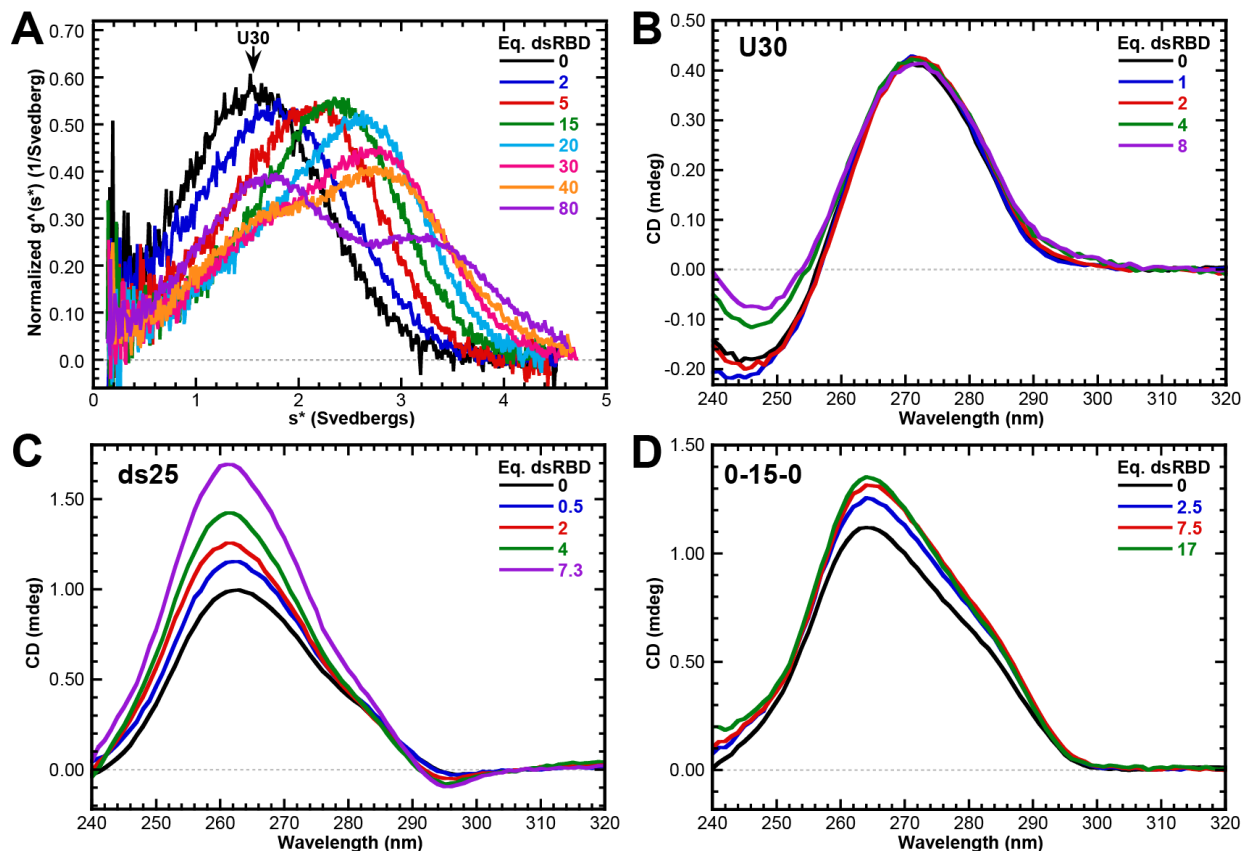 A
U30
Eq. dsRBD
0
2
5
15
20
30
40
80
0.70
0.60
0.50
0.40
0.30
0.20
0.10
0.0
Normalized g^(s*) (1/Svedberg)
0 1 2 3 4 5
s* (Svedbergs)
B
U30
Eq. dsRBD
0
1
2
4
8
0.50
0.40
0.30
0.20
0.10
0.00
-0.10
-0.20
CD (mdeg)
240 250 260 270 280 290 300 310 320
Wavelength (nm)
C
ds25
Eq. dsRBD
0
0.5
2
4
7.3
1.50
1.00
0.50
0.00
CD (mdeg)
240 250 260 270 280 290 300 310 320
Wavelength (nm)
D
0-15-0
Eq. dsRBD
0
2.5
7.5
17
1.50
1.00
0.50
0.00
CD (mdeg)
240 250 260 270 280 290 300 310 320
Wavelength (nm)